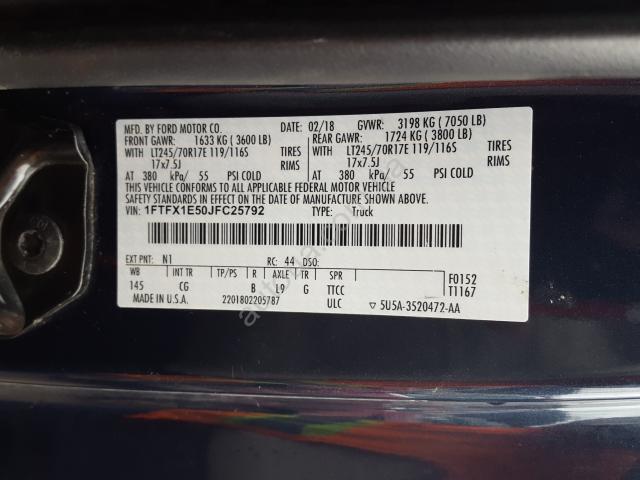 MFD. BY FORD MOTOR CO. DATE: 02/18 GVWR: 3198 KG ( 7050 LB)
FRONT GAWR: 1633 KG ( 3600 LB) REAR GAWR: 1724 KG ( 3800 LB)
WITH LT245/70R17E 119/116S TIRES WITH LT245/70R17E 119/116S TIRES
17x7.5J RIMS 17x7.5J RIMS
AT 380 kPa/ 55 PSI COLD AT 380 kPa/ 55 PSI COLD
THIS VEHICLE CONFORMS TO ALL APPLICABLE FEDERAL MOTOR VEHICLE
SAFETY STANDARDS IN EFFECT ON THE DATE OF MANUFACTURE SHOWN ABOVE.
VIN: 1FTFX1E50JFC25792 TYPE: Truck
EXT PNT: N1 RC: 44 DSO:
WB INT TR TP/PS R AXLE TR SPR F0152
145 CG B L9 G TTCC T1167
MADE IN U.S.A. 2201802205787 ULC 5U5A-3520472-AA